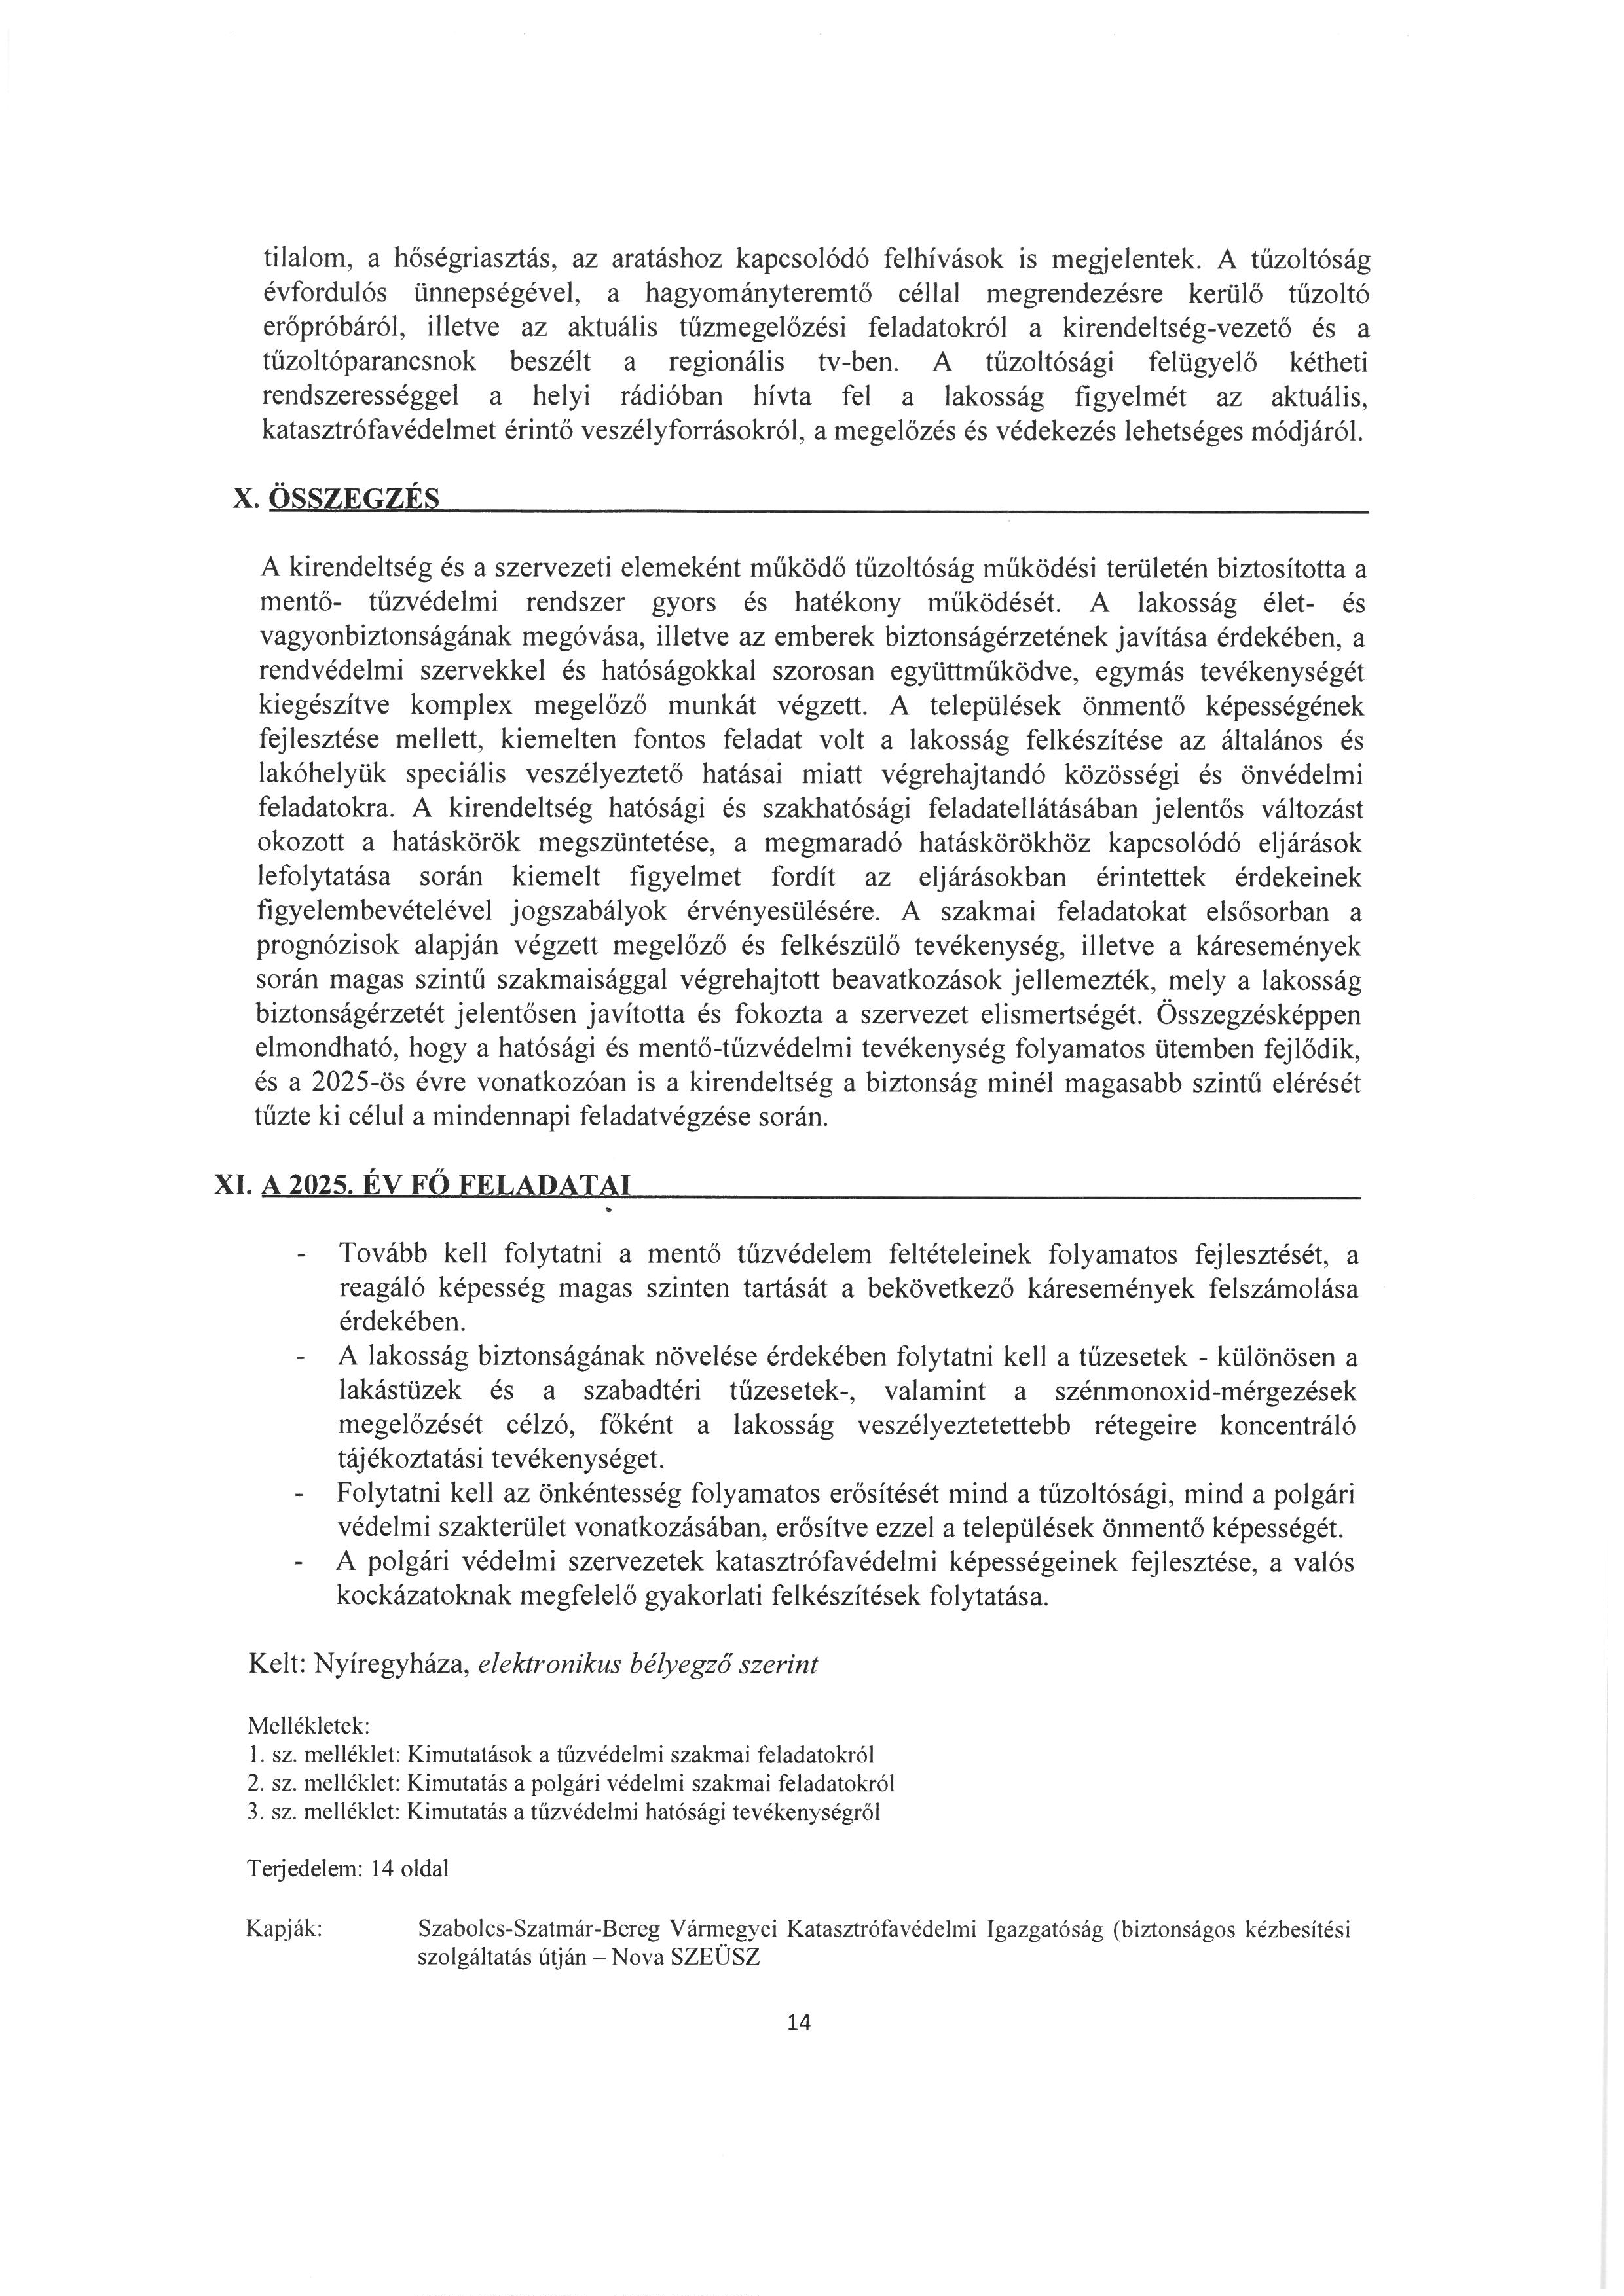 tilalom, a hőségriasztás, az aratáshoz kapcsolódó felhívások is megjelentek. A tűzoltóság
évfordulós ünnepségével, a hagyományteremtő céllal megrendezésre kerülő tűzoltó
erőpróbáról, illetve az aktuális tűzmegelőzési feladatokról a kirendeltség-vezető és a
tűzoltóparancsnok beszélt a regionális tv-ben. A tűzoltósági felügyelő kétheti
rendszerességgel a helyi rádióban hívta fel a lakosság figyelmét az aktuális,
katasztrófavédelmet érintő veszélyforrásokról, a megelőzés és védekezés lehetséges módjáról.
X. ÖSSZEGZÉS
A kirendeltség és a szervezeti elemeként működő tűzoltóság működési területén biztosította a
mentő- tűzvédelmi rendszer gyors és hatékony működését. A lakosság élet- és
vagyonbiztonságának megóvása, illetve az emberek biztonságérzetének javítása érdekében, a
rendvédelmi szervekkel és hatóságokkal szorosan együttműködve, egymás tevékenységét
kiegészítve komplex megelőző munkát végzett. A települések önmentő képességének
fejlesztése mellett, kiemelten fontos feladat volt a lakosság felkészítése az általános és
lakóhelyük speciális veszélyeztető hatásai miatt végrehajtandó közösségi és önvédelmi
feladatokra. A kirendeltség hatósági és szakhatósági feladatellátásában jelentős változást
okozott a hatáskörök megszüntetése, a megmaradó hatáskörökhöz kapcsolódó eljárások
lefolytatása során kiemelt figyelmet fordít az eljárásokban érintettek érdekeinek
figyelembevételével jogszabályok érvényesülésére. A szakmai feladatokat elsősorban a
prognózisok alapján végzett megelőző és felkészülő tevékenység, illetve a káresemények
során magas szintű szakmaisággal végrehajtott beavatkozások jellemezték, mely a lakosság
biztonságérzetét jelentősen javította és fokozta a szervezet elismertségét. Összegzésképpen
elmondható, hogy a hatósági és mentő-tűzvédelmi tevékenység folyamatos ütemben fejlődik,
és a 2025-ös évre vonatkozóan is a kirendeltség a biztonság minél magasabb szintű elérését
tűzte ki célul a mindennapi feladatvégzése során.
XI. A 2025. ÉV FŐ FELADATAI
- Tovább kell folytatni a mentő tűzvédelem feltételeinek folyamatos fejlesztését, a
reagáló képesség magas szinten tartását a bekövetkező káresemények felszámolása
érdekében.
- A lakosság biztonságának növelése érdekében folytatni kell a tűzesetek - különösen a
lakástüzek és a szabadtéri tűzesetek-, valamint a szénmonoxid-mérgezések
megelőzését célzó, főként a lakosság veszélyeztetettebb rétegeire koncentráló
tájékoztatási tevékenységet.
- Folytatni kell az önkéntesség folyamatos erősítését mind a tűzoltósági, mind a polgári
védelmi szakterület vonatkozásában, erősítve ezzel a települések önmentő képességét.
- A polgári védelmi szervezetek katasztrófavédelmi képességeinek fejlesztése, a valós
kockázatoknak megfelelő gyakorlati felkészítések folytatása.
Kelt: Nyíregyháza, elektronikus bélyegző szerint
Mellékletek:
1. sz. melléklet: Kimutatások a tűzvédelmi szakmai feladatokról
2. sz. melléklet: Kimutatás a polgári védelmi szakmai feladatokról
3. sz. melléklet: Kimutatás a tűzvédelmi hatósági tevékenységről
Terjedelem: 14 oldal
Kapják: Szabolcs-Szatmár-Bereg Vármegyei Katasztrófavédelmi Igazgatóság (biztonságos kézbesítési
szolgáltatás útján – Nova SZEÜSZ
14